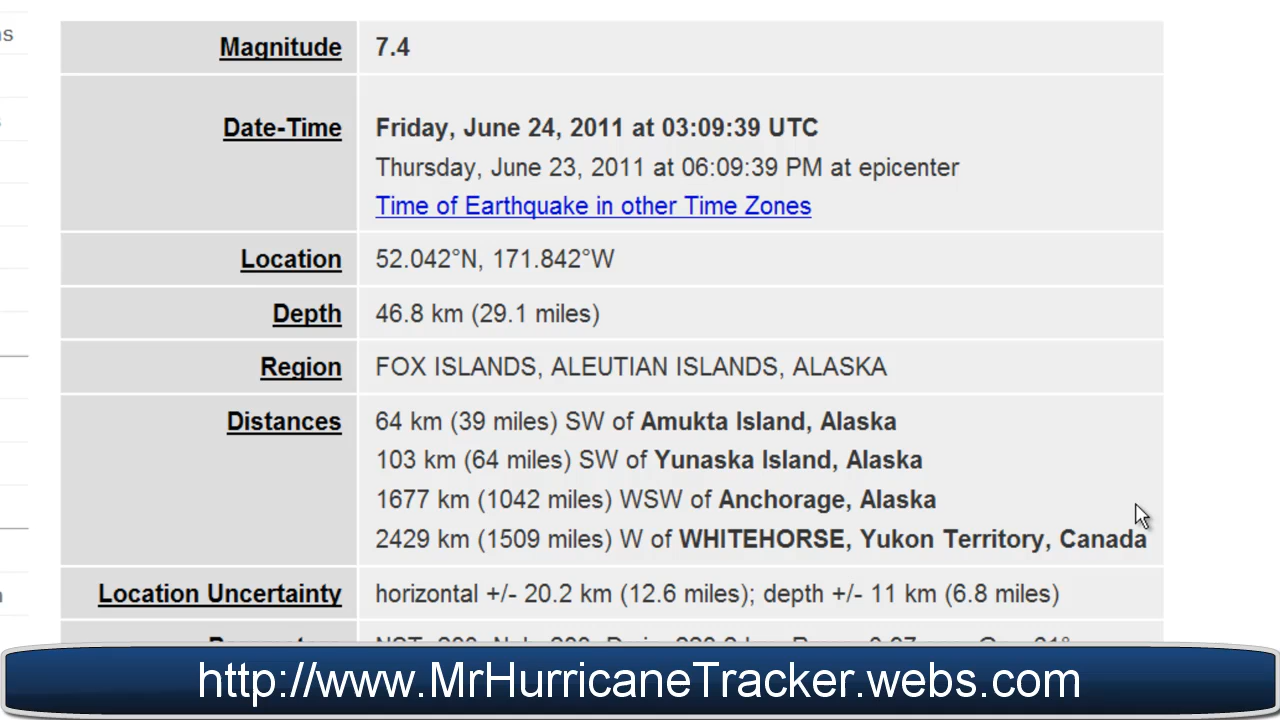 Magnitude 7.4
Date-Time Friday, June 24, 2011 at 03:09:39 UTC
Thursday, June 23, 2011 at 06:09:39 PM at epicenter
Time of Earthquake in other Time Zones
Location 52.042°N, 171.842°W
Depth 46.8 km (29.1 miles)
Region FOX ISLANDS, ALEUTIAN ISLANDS, ALASKA
Distances 64 km (39 miles) SW of Amukta Island, Alaska
103 km (64 miles) SW of Yunaska Island, Alaska
1677 km (1042 miles) WSW of Anchorage, Alaska
2429 km (1509 miles) W of WHITEHORSE, Yukon Territory, Canada
Location Uncertainty horizontal +/- 20.2 km (12.6 miles); depth +/- 11 km (6.8 miles)
http://www.MrHurricaneTracker.webs.com